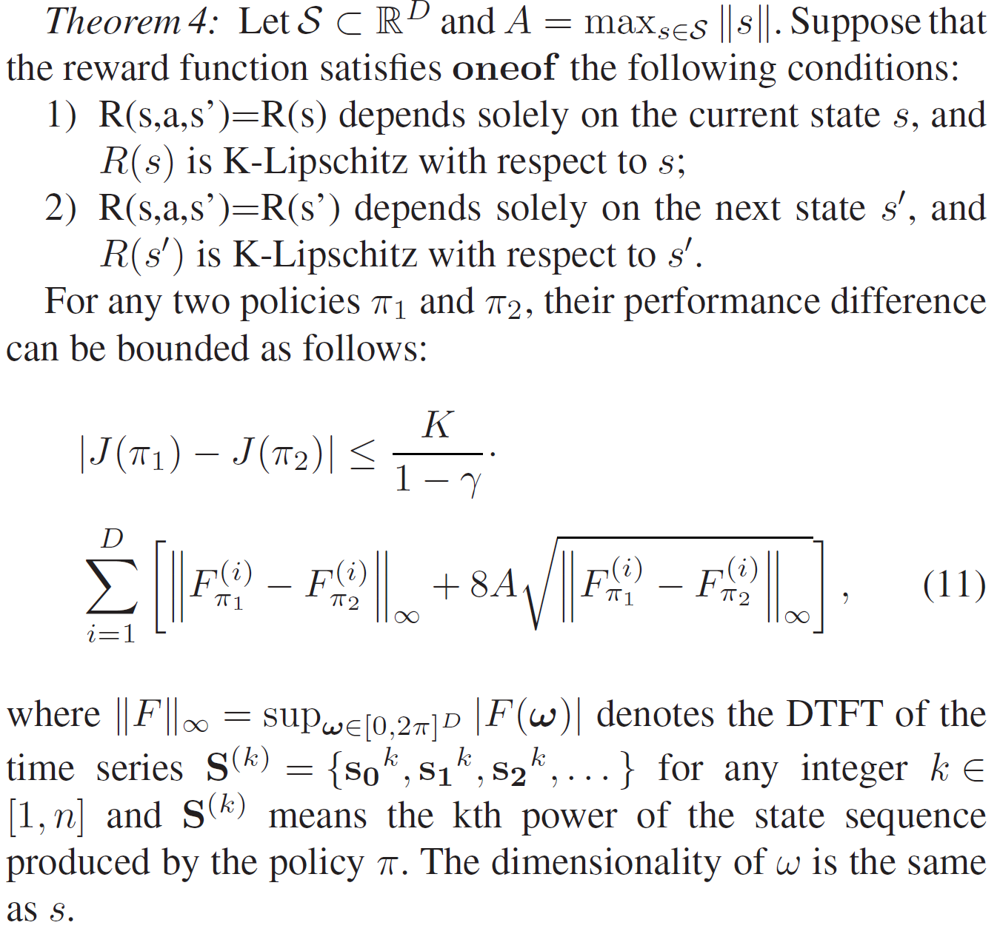 Theorem 4: Let $\mathcal{S} \subset \mathbb{R}^D$ and $A = \max_{s \in \mathcal{S}} \|s\|$. Suppose that
the reward function satisfies **oneof** the following conditions:
1) R(s,a,s’)=R(s) depends solely on the current state $s$, and
$R(s)$ is K-Lipschitz with respect to $s$;
2) R(s,a,s’)=R(s’) depends solely on the next state $s'$, and
$R(s')$ is K-Lipschitz with respect to $s'$.
For any two policies $\pi_1$ and $\pi_2$, their performance difference
can be bounded as follows:
$|J(\pi_1) - J(\pi_2)| \leq \frac{K}{1 - \gamma} \cdot$
$\sum_{i=1}^{D} \left[ \left\| F_{\pi_1}^{(i)} - F_{\pi_2}^{(i)} \right\|_\infty + 8A \sqrt{\left\| F_{\pi_1}^{(i)} - F_{\pi_2}^{(i)} \right\|_\infty} \right], \quad (11)$
where $\|F\|_\infty = \sup_{\boldsymbol{\omega} \in [0,2\pi]^D} |F(\boldsymbol{\omega})|$ denotes the DTFT of the
time series $\mathbf{S}^{(k)} = \{\mathbf{s_0}^k, \mathbf{s_1}^k, \mathbf{s_2}^k, \ldots\}$ for any integer $k \in$
$[1, n]$ and $\mathbf{S}^{(k)}$ means the kth power of the state sequence
produced by the policy $\pi$. The dimensionality of $\omega$ is the same
as $s$.